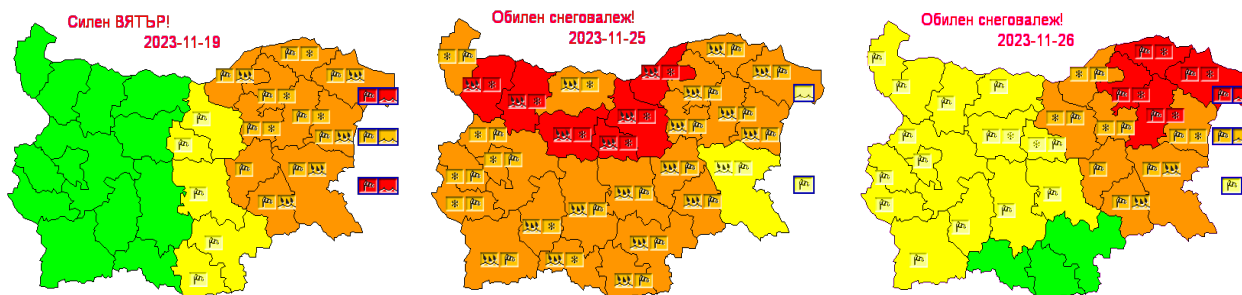 Силен ВЯТЪР!
2023-11-19
Обилен снеговалеж!
2023-11-25
Обилен снеговалеж!
2023-11-26